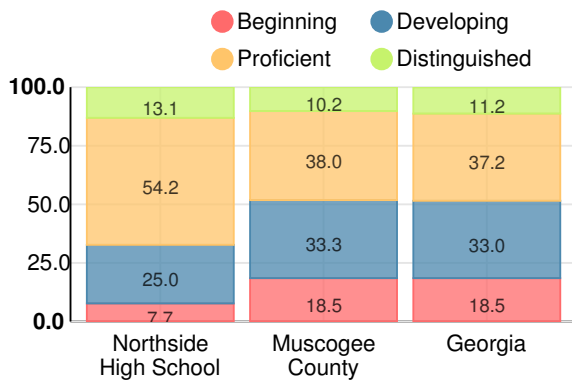 Beginning Developing
Proficient Distinguished
100.0
75.0
50.0
25.0
0.0
13.1 10.2 11.2
54.2 38.0 37.2
25.0 33.3 33.0
7.7 18.5 18.5
Northside Muscogee Georgia
High School County